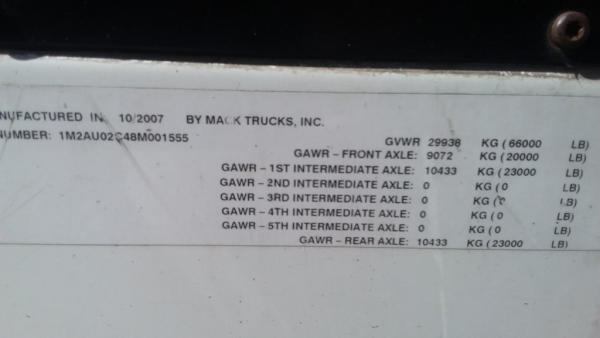 NUFACTURED IN 10/2007 BY MACK TRUCKS, INC.
NUMBER: 1M2AU02C48M001555
GVWR 29938 KG ( 66000 LB)
GAWR – FRONT AXLE: 9072 KG ( 20000 LB)
GAWR – 1ST INTERMEDIATE AXLE: 10433 KG ( 23000 LB)
GAWR – 2ND INTERMEDIATE AXLE: 0 KG ( 0 LB)
GAWR – 3RD INTERMEDIATE AXLE: 0 KG ( 0 LB)
GAWR – 4TH INTERMEDIATE AXLE: 0 KG ( 0 LB)
GAWR – 5TH INTERMEDIATE AXLE: 0 KG ( 0 LB)
GAWR – REAR AXLE: 10433 KG ( 23000 LB)